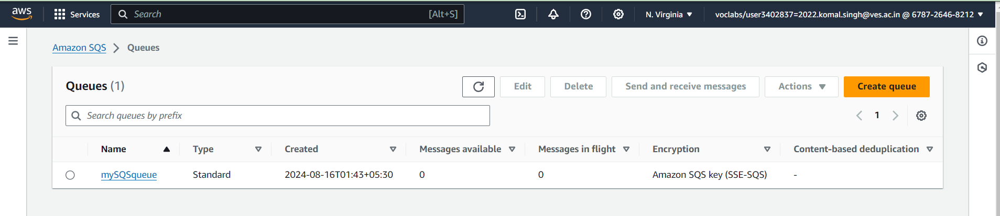 aws Services Search [Alt+S] N. Virginia voclabs/user3402837=2022.komal.singh@ves.ac.in @ 6787-2646-8212
Amazon SQS Queues
Queues (1) Edit Delete Send and receive messages Actions Create queue
Search queues by prefix 1
Name Type Created Messages available Messages in flight Encryption Content-based deduplication
mySQSqueue Standard 2024-08-16T01:43+05:30 0 0 Amazon SQS key (SSE-SQS) -